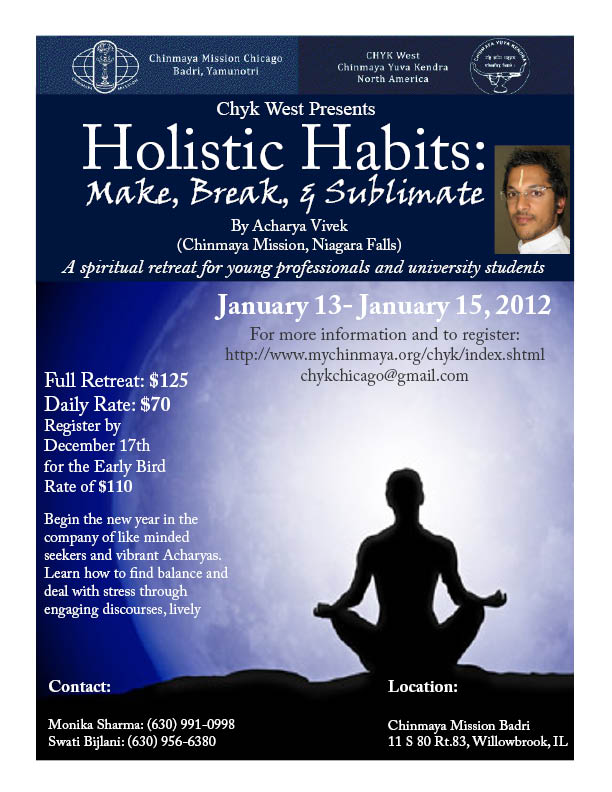 Chinmaya Mission Chicago
Badri, Yamunotri
CHYK West
Chinmaya Yuva Kendra
North America
CHINMAYA MISSION
CHINMAYA YUVA KENDRA
Chyk West Presents
Holistic Habits:
Make, Break, & Sublimate
By Acharya Vivek
(Chinmaya Mission, Niagara Falls)
A spiritual retreat for young professionals and university students
January 13- January 15, 2012
For more information and to register:
http://www.mychinmaya.org/chyk/index.shtml
chykchicago@gmail.com
Full Retreat: $125
Daily Rate: $70
Register by
December 17th
for the Early Bird
Rate of $110
Begin the new year in the
company of like minded
seekers and vibrant Acharyas.
Learn how to find balance and
deal with stress through
engaging discourses, lively
Contact:
Monika Sharma: (630) 991-0998
Swati Bijlani: (630) 956-6380
Location:
Chinmaya Mission Badri
11 S 80 Rt.83, Willowbrook, IL